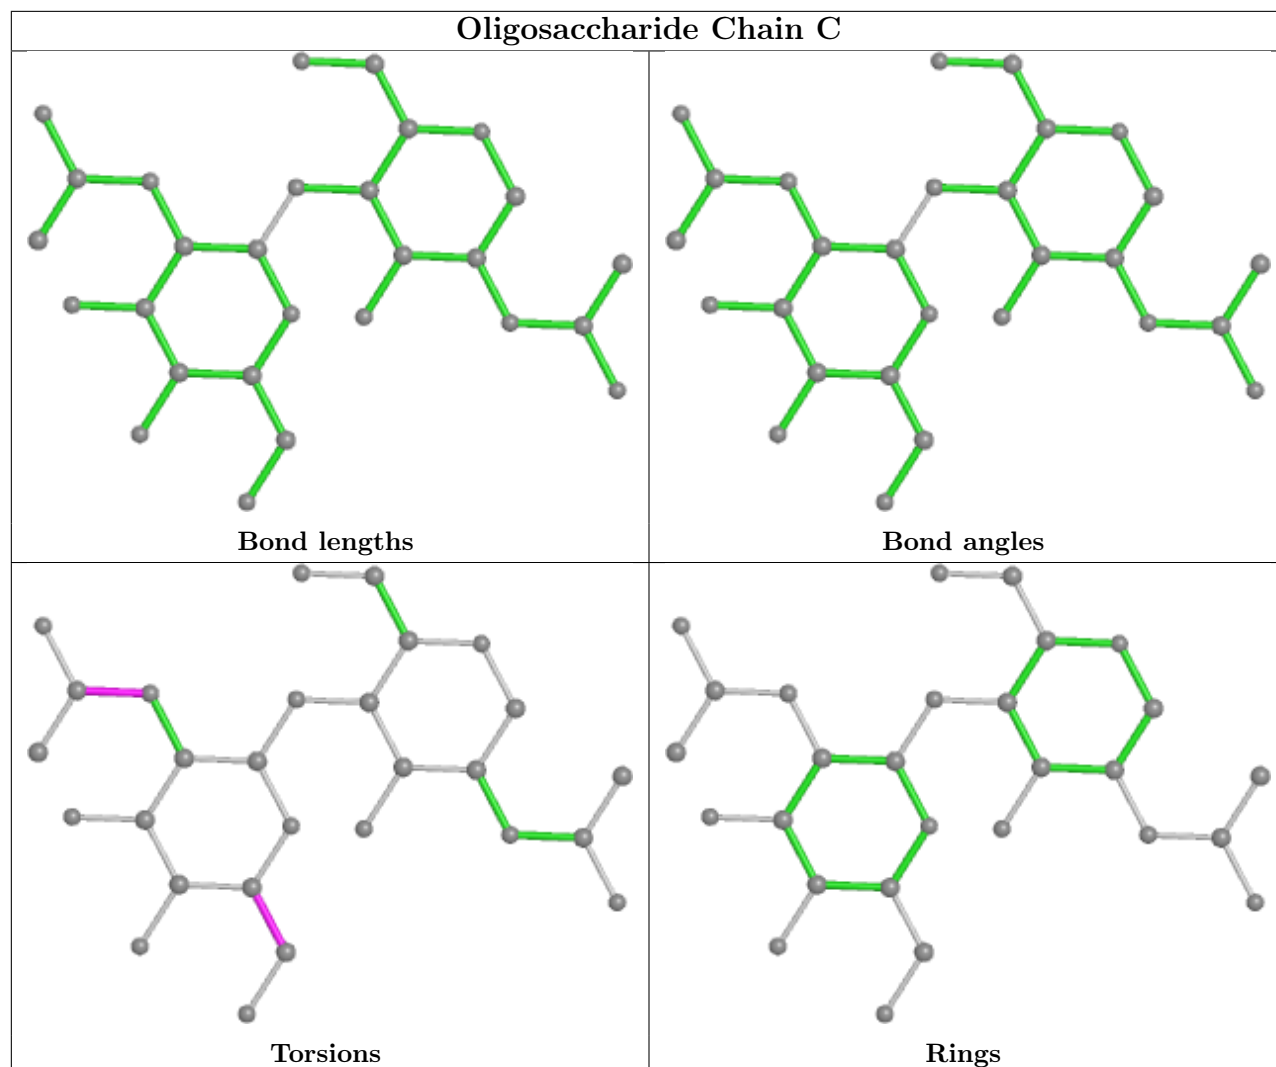 Oligosaccharide Chain C
Bond lengths
Bond angles
Torsions
Rings